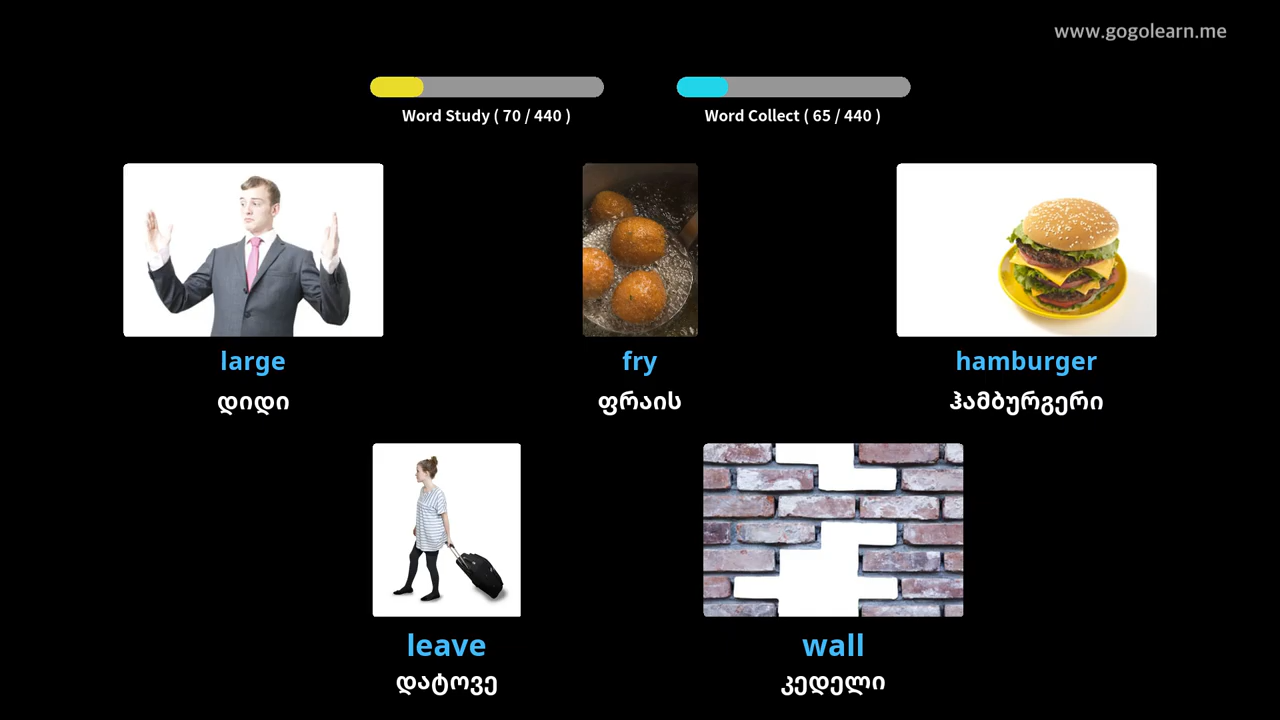 www.gogolearn.me
Word Study ( 70 / 440 )
Word Collect ( 65 / 440 )
large
fry
hamburger
დიდი
ფრაის
ჰამბურგერი
leave
wall
დატოვე
კედელი